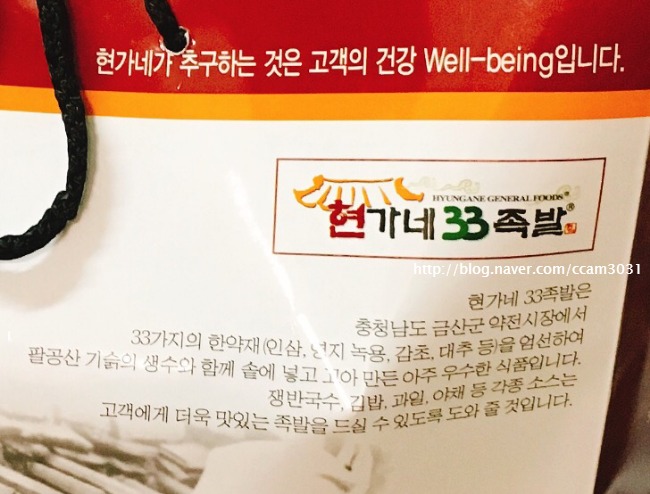 현가네가 추구하는 것은 고객의 건강 Well-being입니다.
HYUNGANE GENERAL FOODS®
현가네 33 족발®
http://blog.naver.com/ccam3031
현가네 33족발은
충청남도 금산군 약전시장에서
33가지의 한약재(인삼, 영지 녹용, 감초, 대추 등)을 엄선하여
팔공산 기슭의 생수와 함께 솥에 넣고 고아 만든 아주 우수한 식품입니다.
쟁반국수, 김밥, 과일, 야채 등 각종 소스는
고객에게 더욱 맛있는 족발을 드실 수 있도록 도와 줄 것입니다.